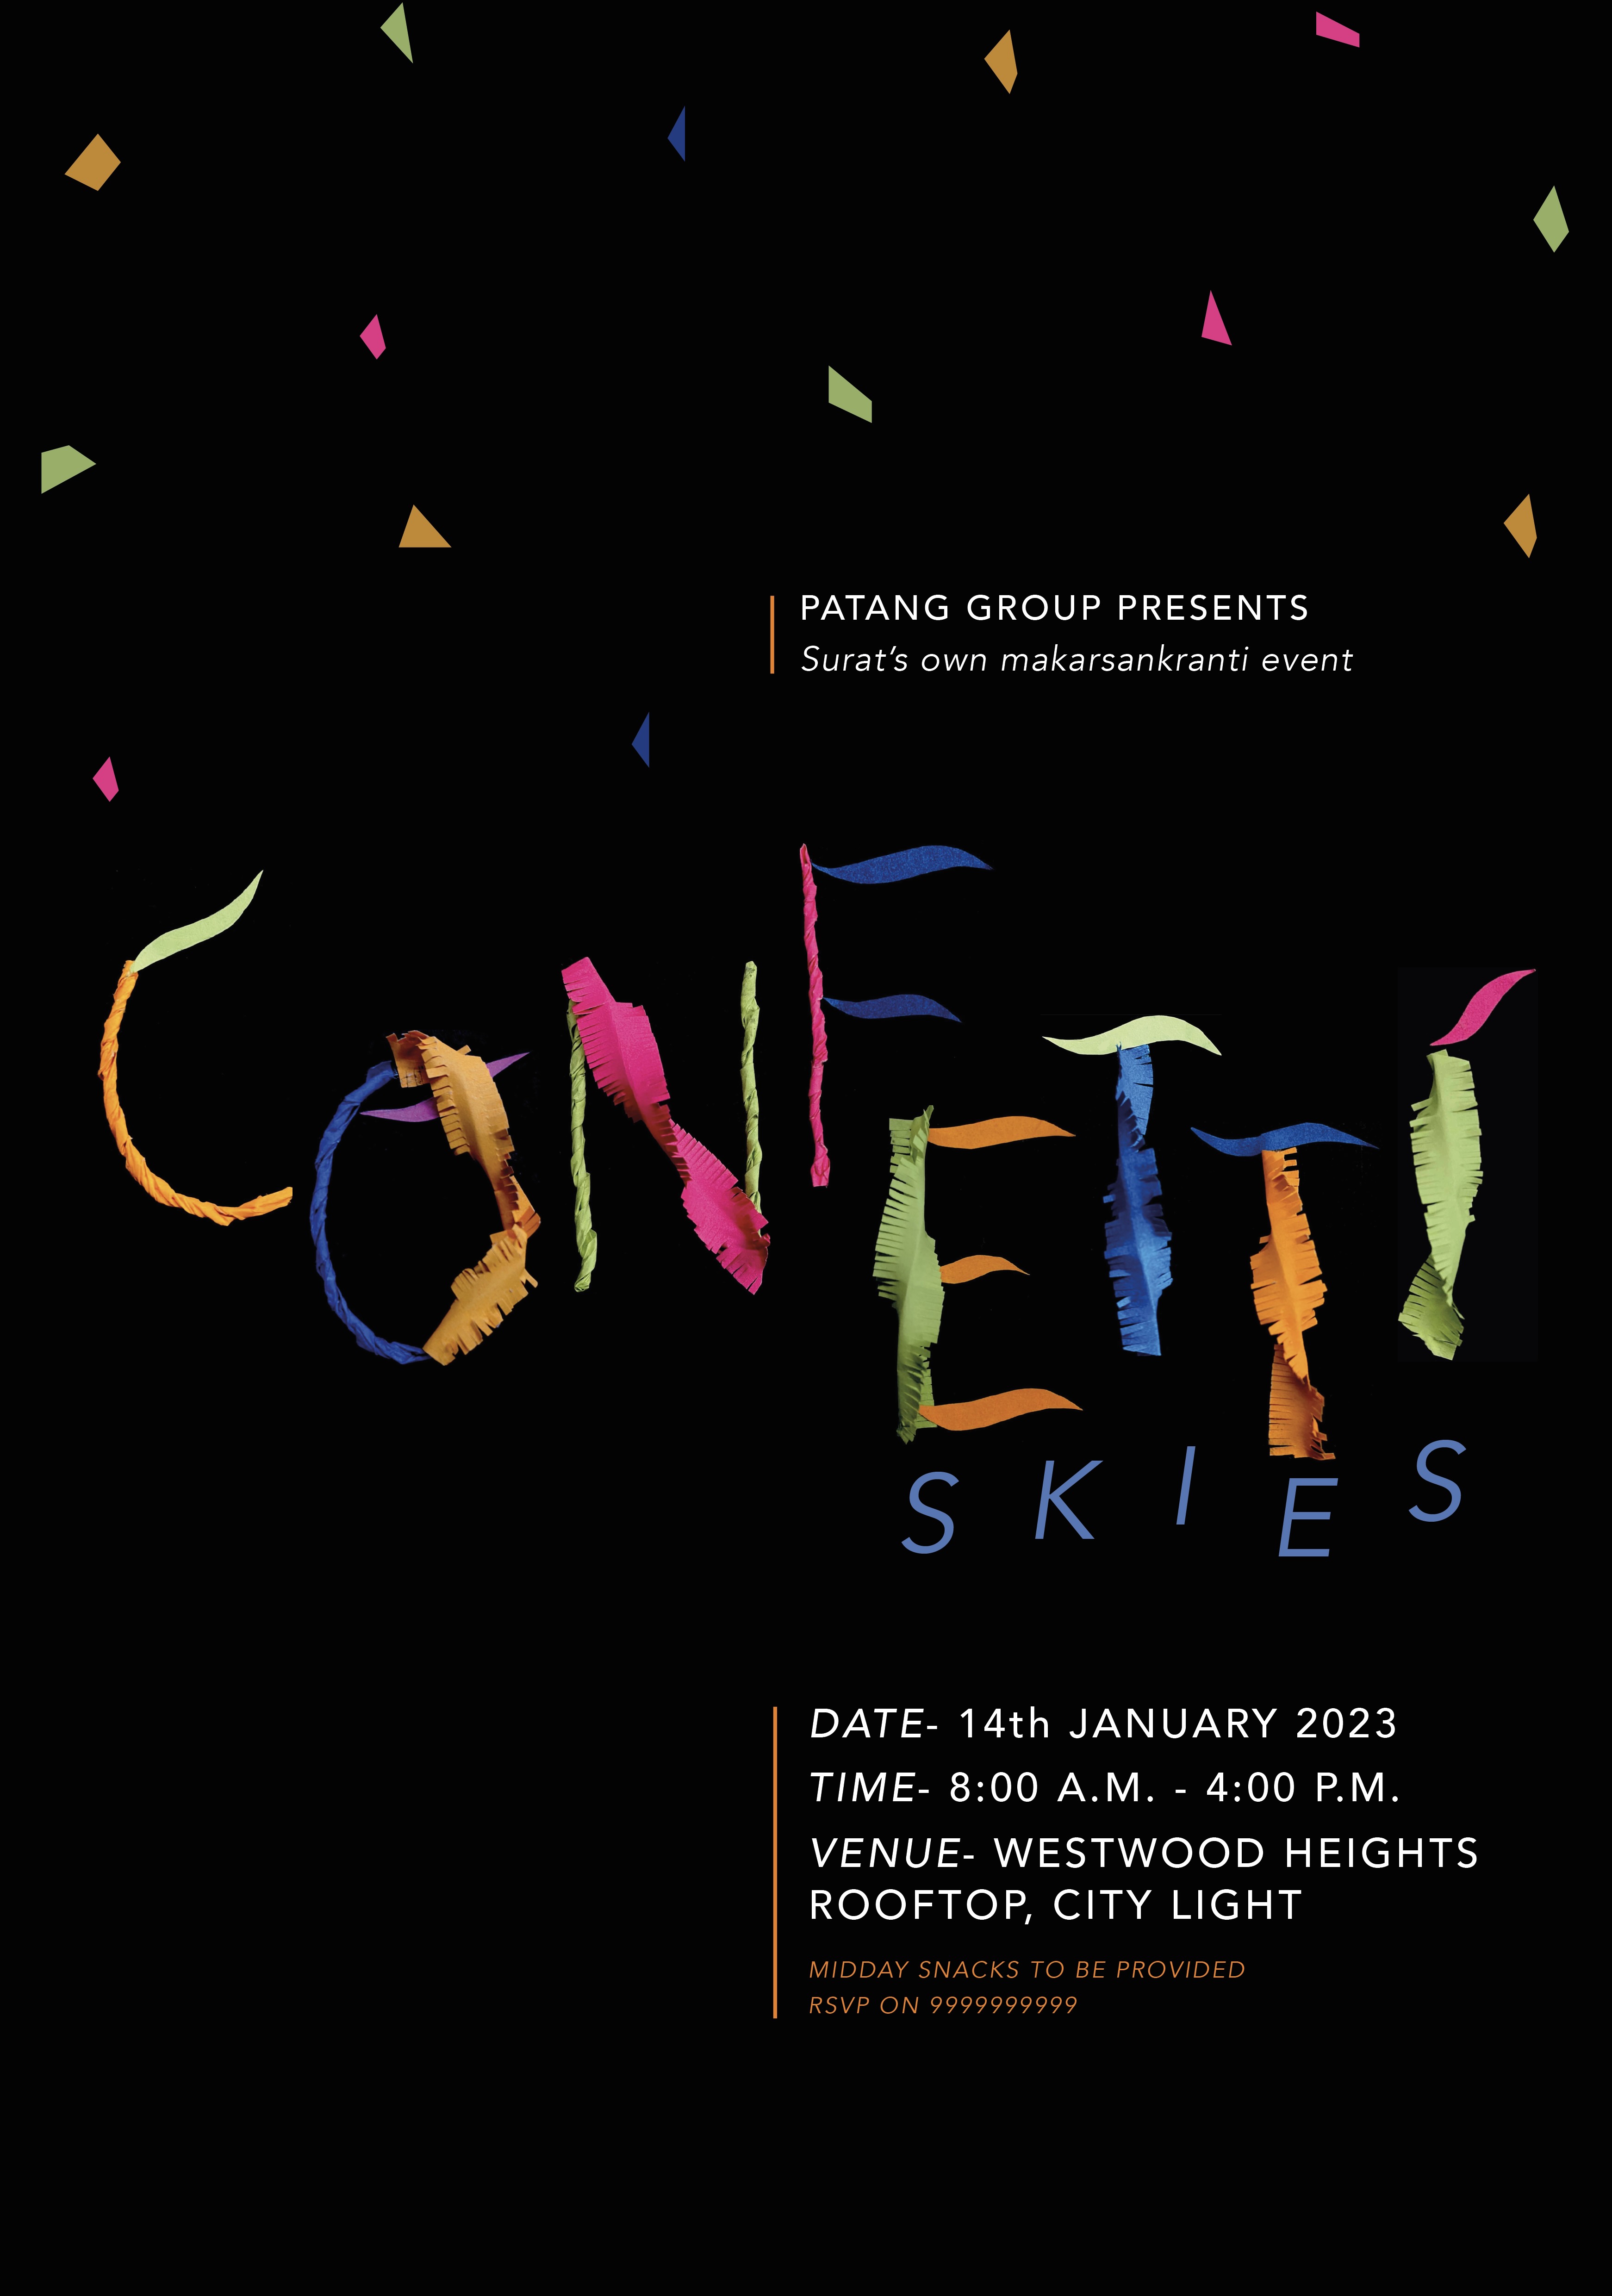 PATANG GROUP PRESENTS
Surat's own makarsankranti event
CONFETTI
SKIES
DATE- 14th JANUARY 2023
TIME- 8:00 A.M. - 4:00 P.M.
VENUE- WESTWOOD HEIGHTS
ROOFTOP, CITY LIGHT
MIDDAY SNACKS TO BE PROVIDED
RSVP ON 9999999999